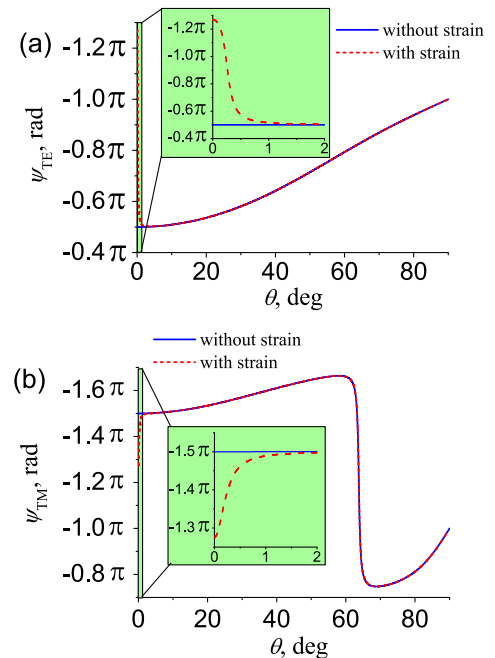 (a)
without strain
with strain
-1.2π
-1.0π
-0.8π
-0.6π
-0.4π
ψTE, rad
-1.2π
-1.0π
-0.8π
-0.6π
-0.4π
0 1 2
0 20 40 60 80
θ, deg
(b)
without strain
with strain
-1.6π
-1.5π
-1.2π
-1.0π
-0.8π
ψTM, rad
-1.5π
-1.4π
-1.3π
0 1 2
0 20 40 60 80
θ, deg